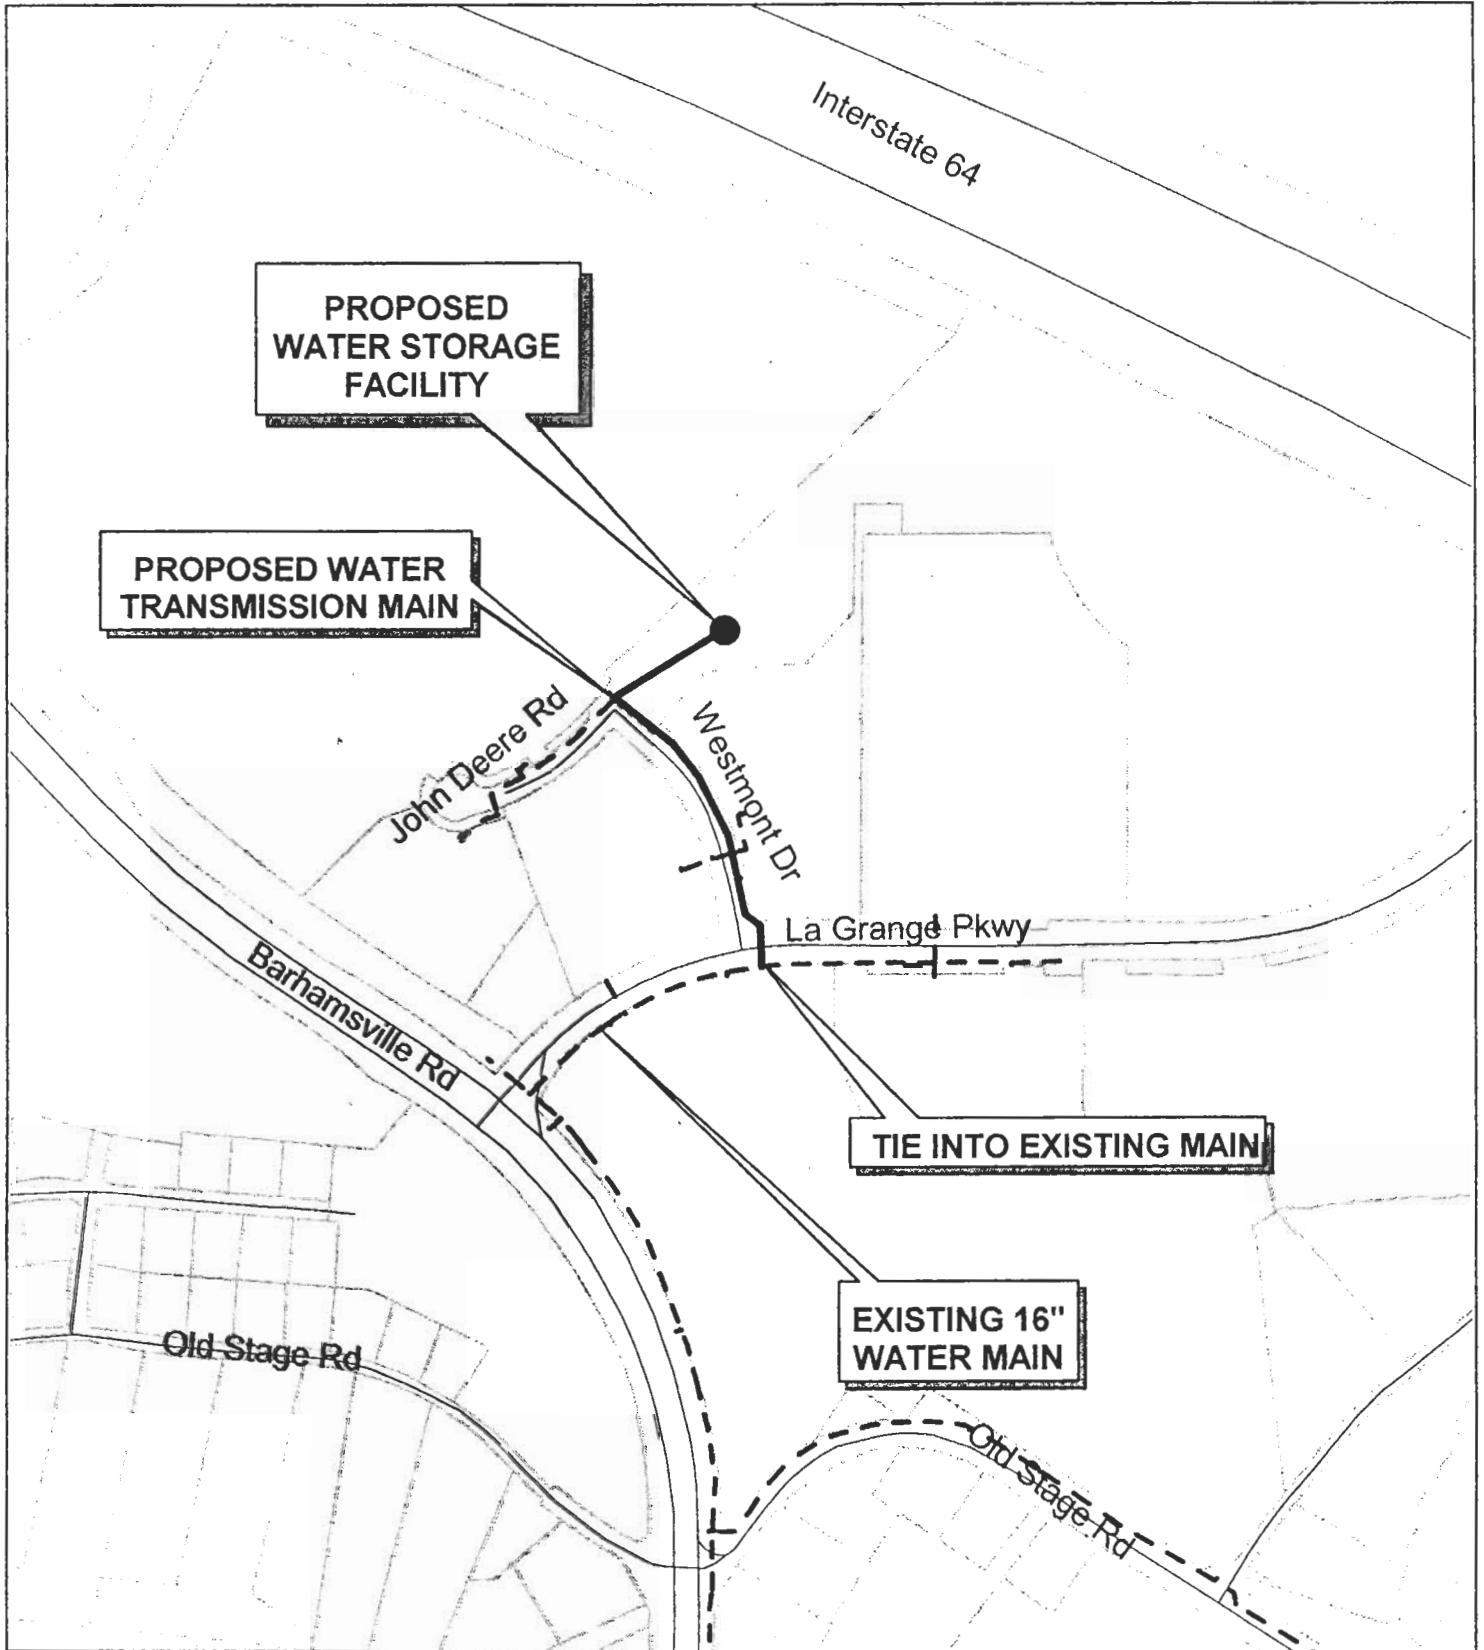 Interstate 64
PROPOSED
WATER STORAGE
FACILITY
PROPOSED WATER
TRANSMISSION MAIN
John Deere Rd
Westmont Dr
La Grange Pkwy
Barhamsville Rd
TIE INTO EXISTING MAIN
EXISTING 16"
WATER MAIN
Old Stage Rd
Old Stage Rd